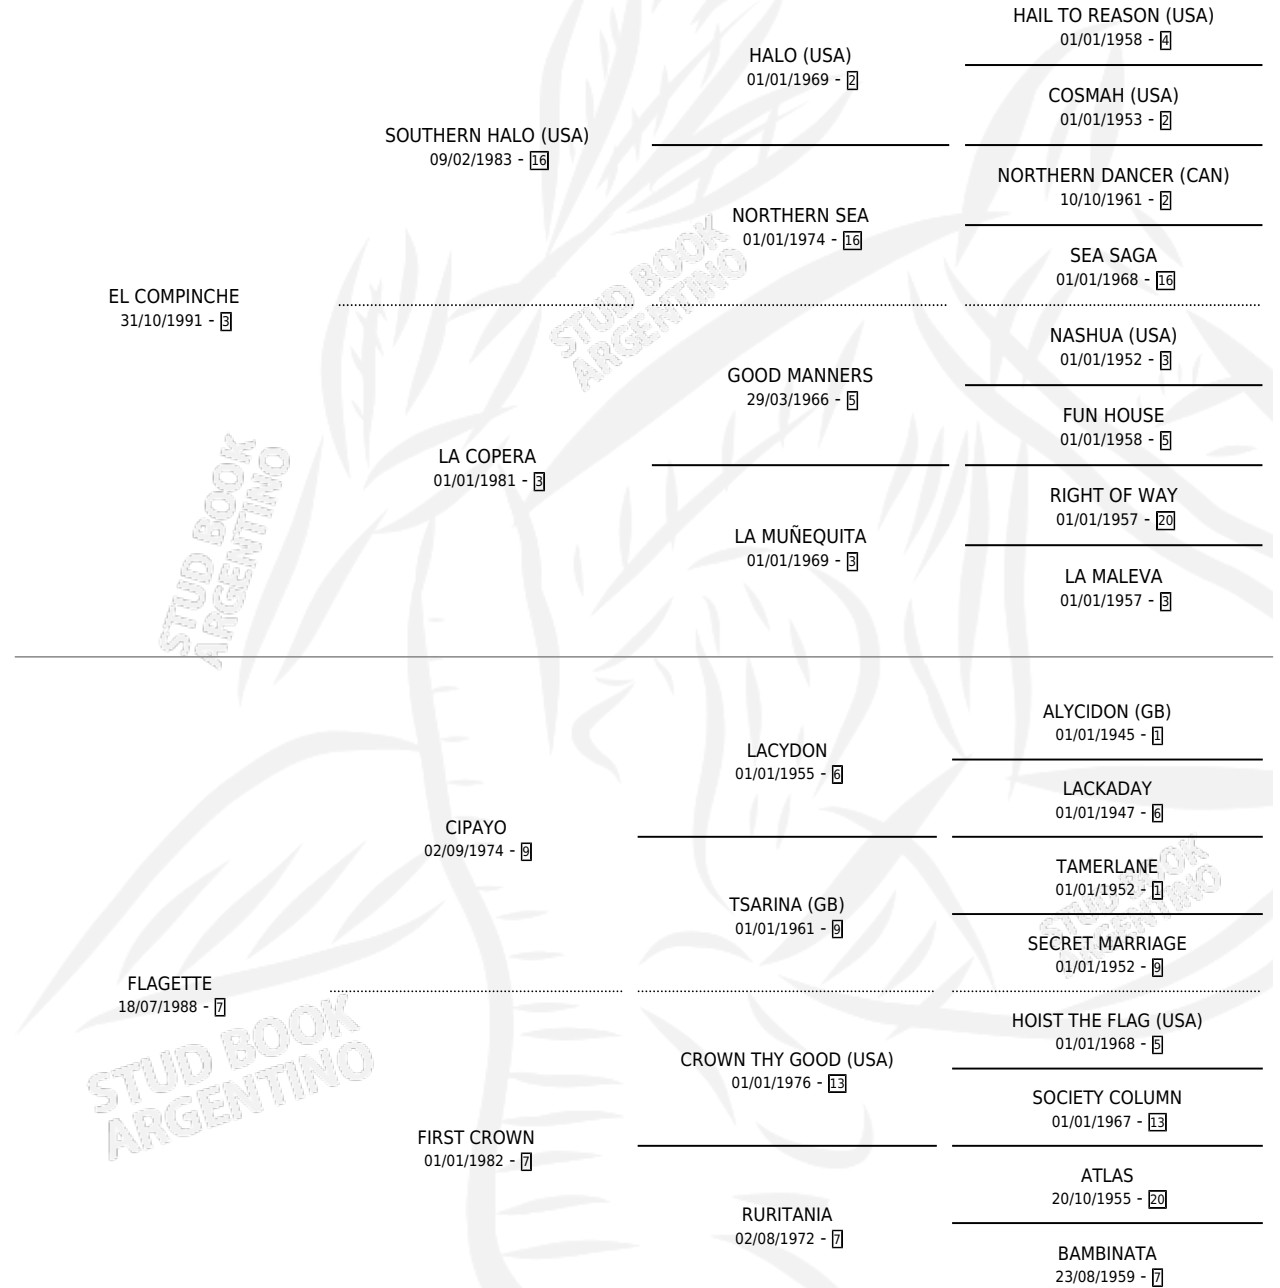 HAIL TO REASON (USA)
01/01/1958 - 4
HALO (USA)
01/01/1969 - 2
COSMAH (USA)
01/01/1953 - 2
SOUTHERN HALO (USA)
09/02/1983 - 16
NORTHERN DANCER (CAN)
10/10/1961 - 2
NORTHERN SEA
01/01/1974 - 16
SEA SAGA
01/01/1968 - 16
STUD BOOK
ARGENTINO
EL COMPINCHE
31/10/1991 - 3
NASHUA (USA)
01/01/1952 - 3
GOOD MANNERS
29/03/1966 - 5
FUN HOUSE
01/01/1958 - 5
LA COPERA
01/01/1981 - 3
RIGHT OF WAY
01/01/1957 - 20
LA MUÑEQUITA
01/01/1969 - 3
LA MALEVA
01/01/1957 - 3
STUD BOOK
ARGENTINO
ALYCIDON (GB)
01/01/1945 - 1
LACYDON
01/01/1955 - 6
LACKADAY
01/01/1947 - 6
CIPAYO
02/09/1974 - 9
TAMERLANE
01/01/1952 - 1
TSARINA (GB)
01/01/1961 - 9
SECRET MARRIAGE
01/01/1952 - 9
STUD BOOK
ARGENTINO
FLAGETTE
18/07/1988 - 7
HOIST THE FLAG (USA)
01/01/1968 - 5
CROWN THY GOOD (USA)
01/01/1976 - 13
SOCIETY COLUMN
01/01/1967 - 13
STUD BOOK
ARGENTINO
FIRST CROWN
01/01/1982 - 7
ATLAS
20/10/1955 - 20
RURITANIA
02/08/1972 - 7
BAMBINATA
23/08/1959 - 7